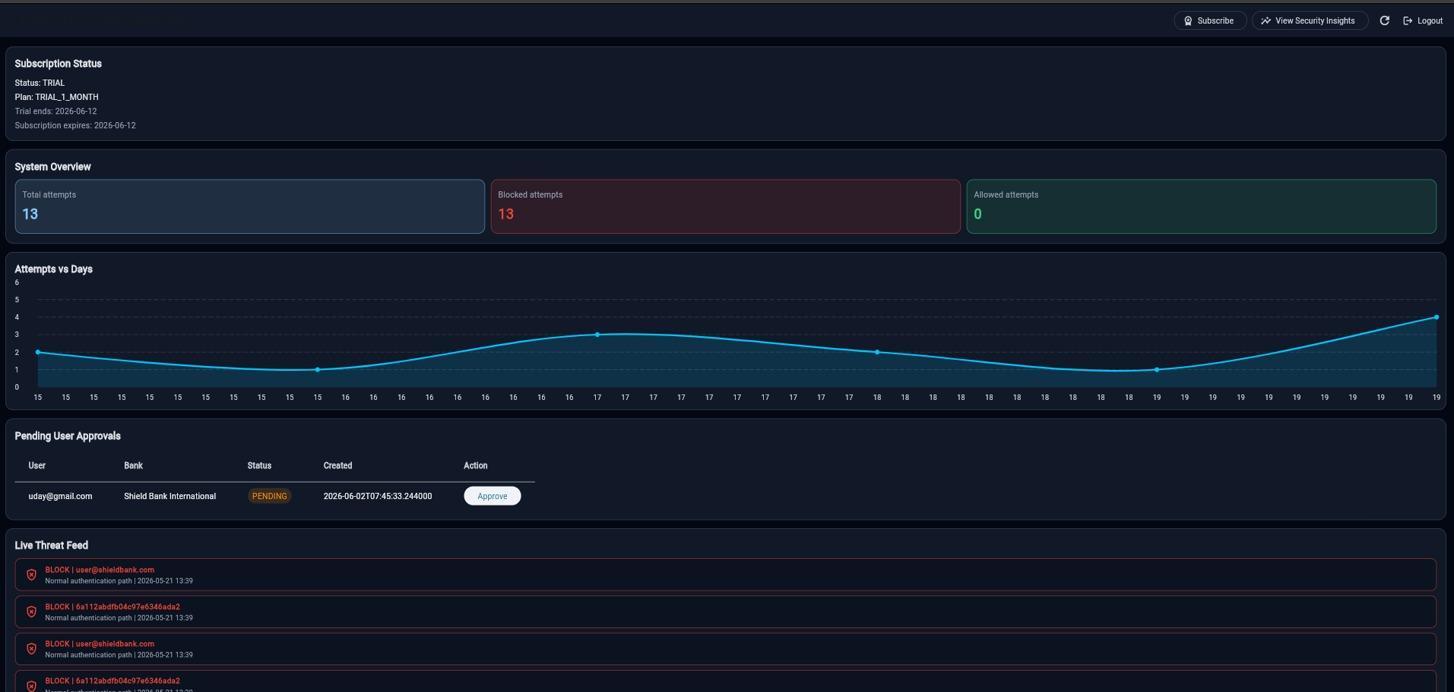 Subscribe View Security Insights Logout
Subscription Status
Status: TRIAL
Plan: TRIAL_1_MONTH
Trial ends: 2026-06-12
Subscription expires: 2026-06-12
System Overview
Total attempts Blocked attempts Allowed attempts
13 13 0
Attempts vs Days
6
5
4
3
2
1
0
15 15 15 15 15 15 15 15 15 15 15 16 16 16 16 16 16 16 16 16 17 17 17 17 17 17 17 17 17 17 18 18 18 18 18 18 18 18 18 18 19 19 19 19 19 19 19 19 19 19 19
Pending User Approvals
User Bank Status Created Action
uday@gmail.com Shield Bank International PENDING 2026-06-02T07:45:33.244000 Approve
Live Threat Feed
BLOCK | user@shieldbank.com
Normal authentication path | 2026-05-21 13:39
BLOCK | 6a112abdfb04c97e6346ada2
Normal authentication path | 2026-05-21 13:39
BLOCK | user@shieldbank.com
Normal authentication path | 2026-05-21 13:39
BLOCK | 6a112abdfb04c97e6346ada2